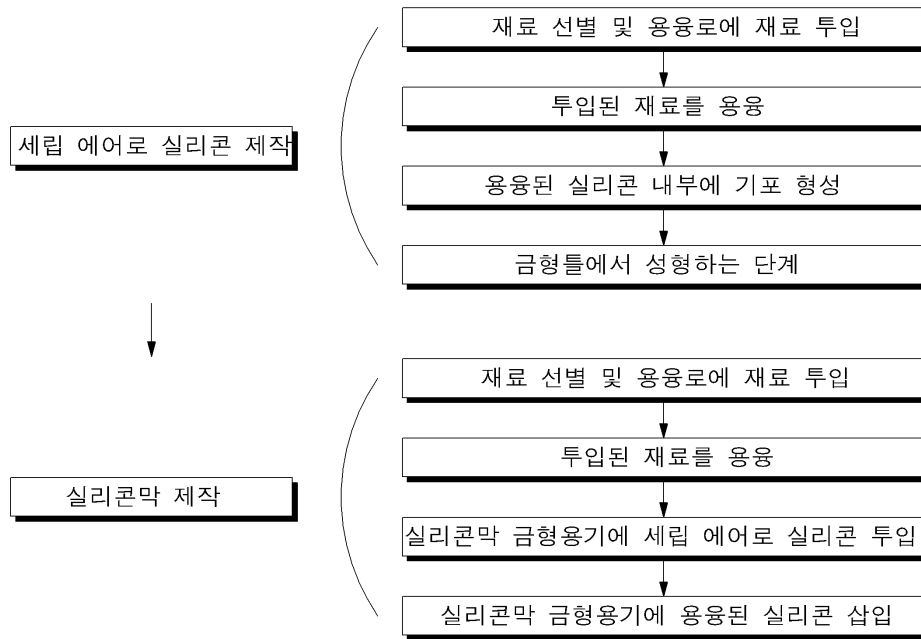 세립 에어로 실리콘 제작
재료 선별 및 용융로에 재료 투입
투입된 재료를 용융
용융된 실리콘 내부에 기포 형성
금형틀에서 성형하는 단계
실리콘막 제작
재료 선별 및 용융로에 재료 투입
투입된 재료를 용융
실리콘막 금형용기에 세립 에어로 실리콘 투입
실리콘막 금형용기에 용융된 실리콘 삽입